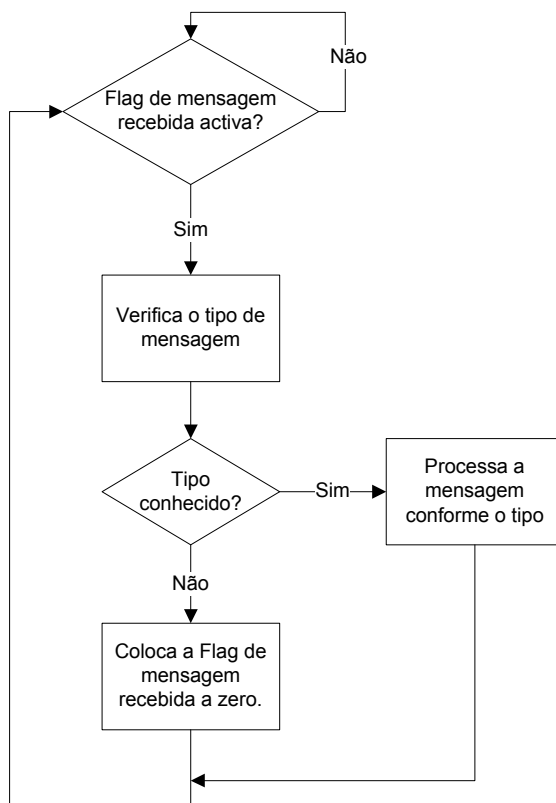 Não
Flag de mensagem
recebida activa?
Sim
Verifica o tipo de
mensagem
Tipo
conhecido?
Sim
Processa a
mensagem
conforme o tipo
Não
Coloca a Flag de
mensagem
recebida a zero.